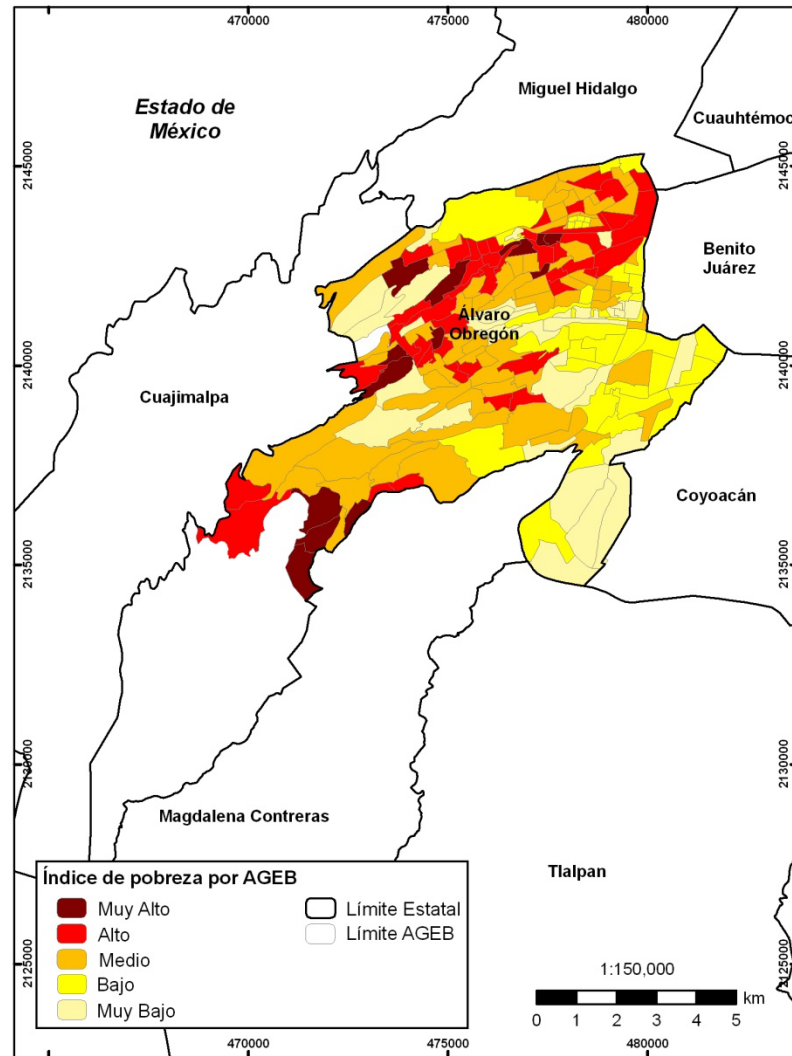 470000 475000 480000
2145000 2145000
2140000 2140000
2135000 2135000
2130000 2130000
2125000 2125000
Estado de
México
Miguel Hidalgo
Cuauhtémoc
Benito
Juárez
Álvaro
Obregón
Cuajimalpa
Coyoacán
Magdalena Contreras
Tlalpan
Índice de pobreza por AGEB
Muy Alto
Alto
Medio
Bajo
Muy Bajo
Límite Estatal
Límite AGEB
1:150,000
km
0 1 2 3 4 5
470000 475000 480000